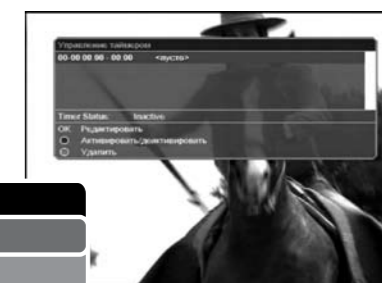 Управление таймером
00-00 00:00 - 00:00 <пусто>
Timer Status: Inactive
OK Редактировать
Активировать/деактивировать
Удалить